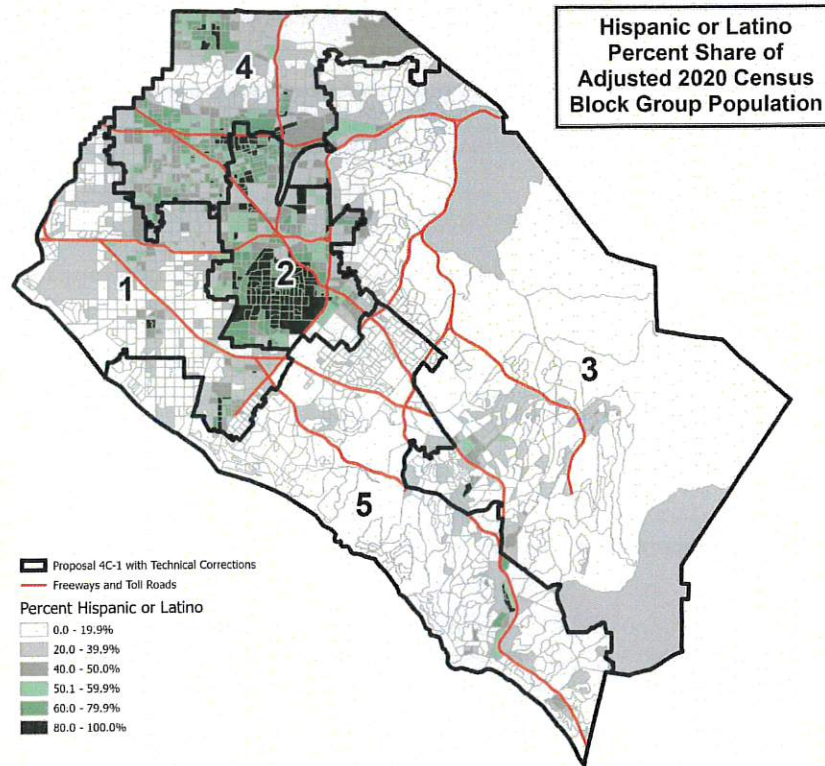 Hispanic or Latino
Percent Share of
Adjusted 2020 Census
Block Group Population
4
2
1
3
5
Proposal 4C-1 with Technical Corrections
Freeways and Toll Roads
Percent Hispanic or Latino
0.0 - 19.9%
20.0 - 39.9%
40.0 - 50.0%
50.1 - 59.9%
60.0 - 79.9%
80.0 - 100.0%